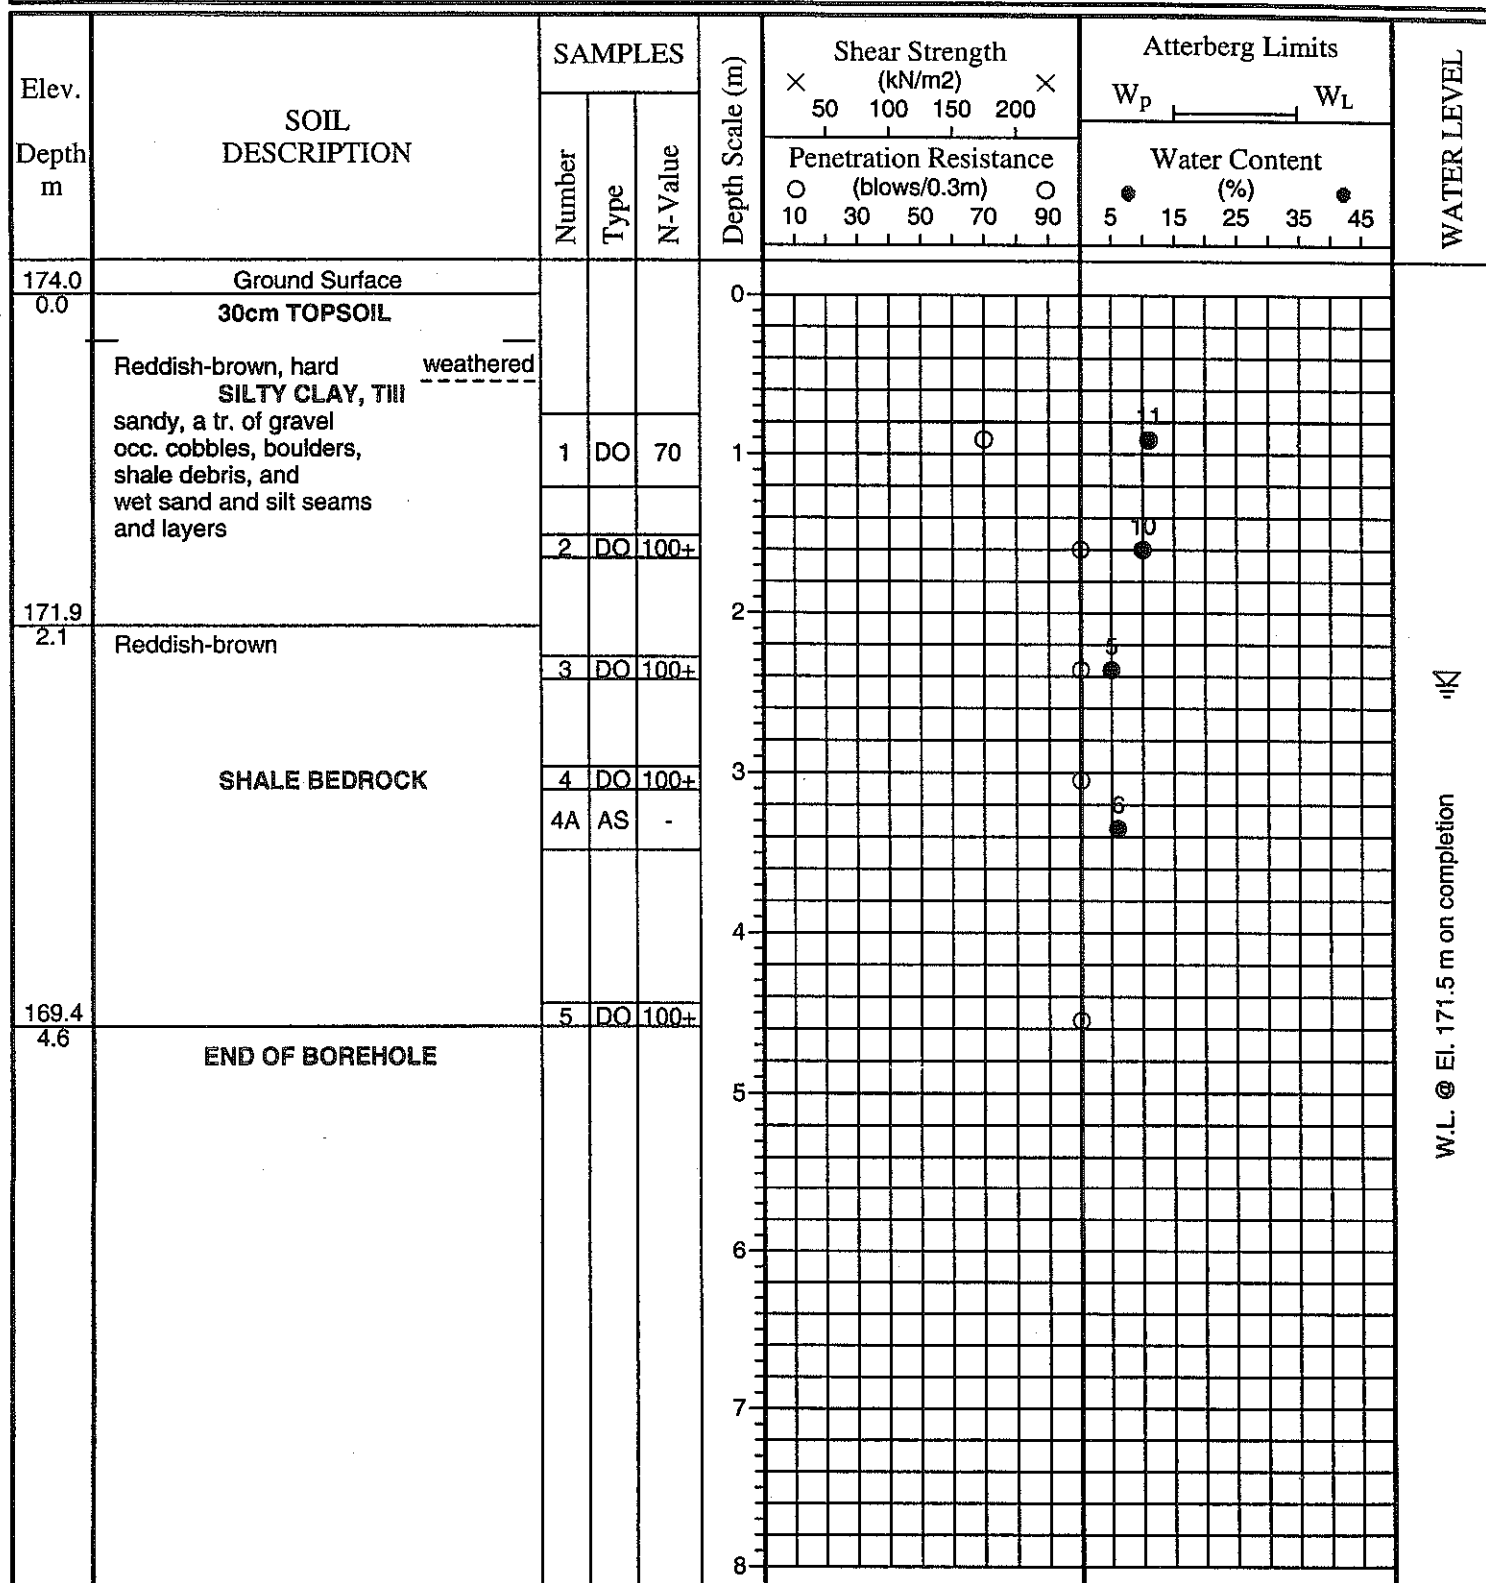 Elev.
Depth
m
SOIL
DESCRIPTION
SAMPLES
Number
Type
N-Value
Depth Scale (m)
Shear Strength
× (kN/m2) ×
50 100 150 200
Penetration Resistance
O (blows/0.3m) O
10 30 50 70 90
Atterberg Limits
Wp WL
Water Content
(%)
5 15 25 35 45
WATER LEVEL
174.0 Ground Surface
0.0 30cm TOPSOIL 0
Reddish-brown, hard weathered
SILTY CLAY, Till
sandy, a tr. of gravel 11
occ. cobbles, boulders, 1 DO 70 1
shale debris, and
wet sand and silt seams
and layers 10
2 DO 100+
171.9 2
2.1 Reddish-brown 5
3 DO 100+
SHALE BEDROCK 4 DO 100+ 3
4A AS - 6
4
169.4 5 DO 100+
4.6
END OF BOREHOLE
5
6
7
8
W.L. @ El. 171.5 m on completion